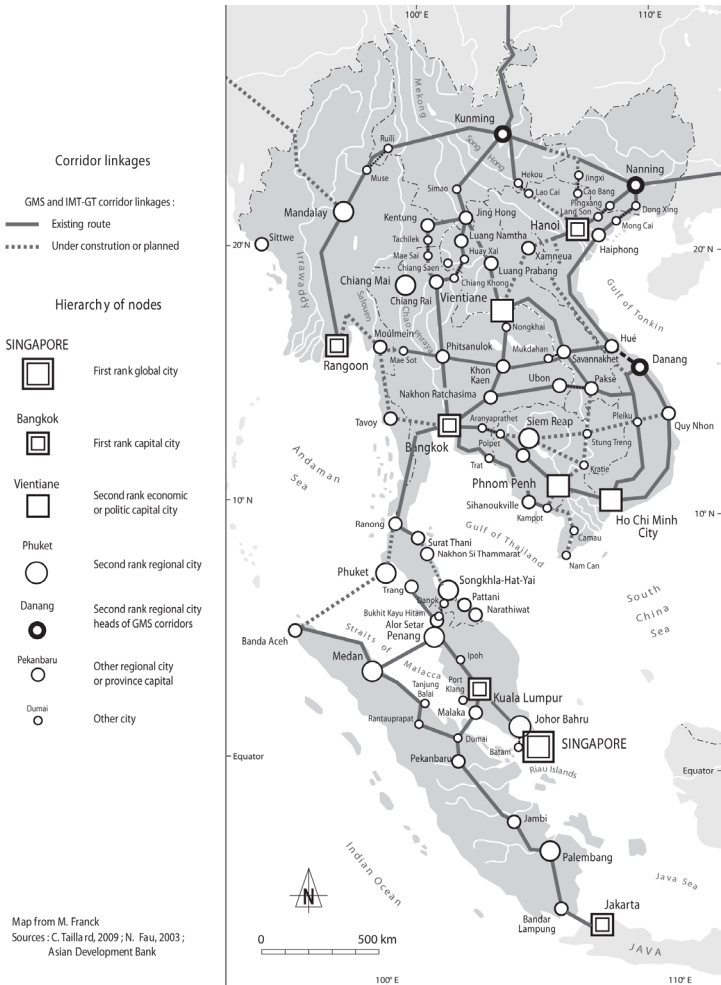 Corridor linkages
GMS and IMT-GT corridor linkages :
Existing route
Under constrution or planned
Hierarchy of nodes
SINGAPORE
First rank global city
Bangkok
First rank capital city
Vientiane
Second rank economic
or politic capital city
Phuket
Second rank regional city
Danang
Second rank regional city
heads of GMS corridors
Pekanbaru
Other regional city
or province capital
Dumai
Other city
Map from M. Franck
Sources : C. Taillard, 2009 ; N. Fau, 2003 ;
Asian Development Bank
100° E
110° E
Mekong
Kunming
Ruili
Song Hong
Muse
Hekou
Jingxi
Nanning
Simao
Lao Cai
Cao Bang
Pingxang
Lang Son
Dong Xing
Mandalay
Kentung
Jing Hong
Hanoi
Mong Cai
Sittwe
Tachilek
Luang Namtha
Haiphong
20° N
20° N
Mae Sai
Huay Xai
Xamneua
Irrawaddy
Chiang Saen
Luang Prabang
Chiang Mai
Chiang Khong
Chiang Rai
Salouen
Vientiane
Gulf of Tonkin
Chao Phraya
Nongkhai
Moulmein
Phitsanulok
Mukdahan
Hué
Rangoon
Mae Sot
Savannakhet
Danang
Khon
Kaen
Ubon
Paksé
Nakhon Ratchasima
Tavoy
Aranyaprathet
Siem Reap
Pleiku
Quy Nhon
Bangkok
Poipet
Stung Treng
Andaman
Sea
Trat
Kratie
10° N
Phnom Penh
10° N
Sihanoukville
Kampot
Ho Chi Minh
City
Ranong
Gulf of Thailand
Surat Thani
Camau
Nakhon Si Thammarat
Nam Can
Phuket
Songkhla-Hat-Yai
South
China
Sea
Trang
Danok
Pattani
Bukhit Kayu Hitam
Narathiwat
Alor Setar
Banda Aceh
Straits of Malacca
Penang
Medan
Ipoh
Tanjung
Balai
Port
Klang
Kuala Lumpur
Rantauprapat
Malaka
Johor Bahru
Dumai
Batam
SINGAPORE
Equator
Pekanbaru
Riau Islands
Equator
Jambi
Indian Ocean
Palembang
Java Sea
N
Bandar
Lampung
Jakarta
0
500 km
JAVA
100° E
110° E